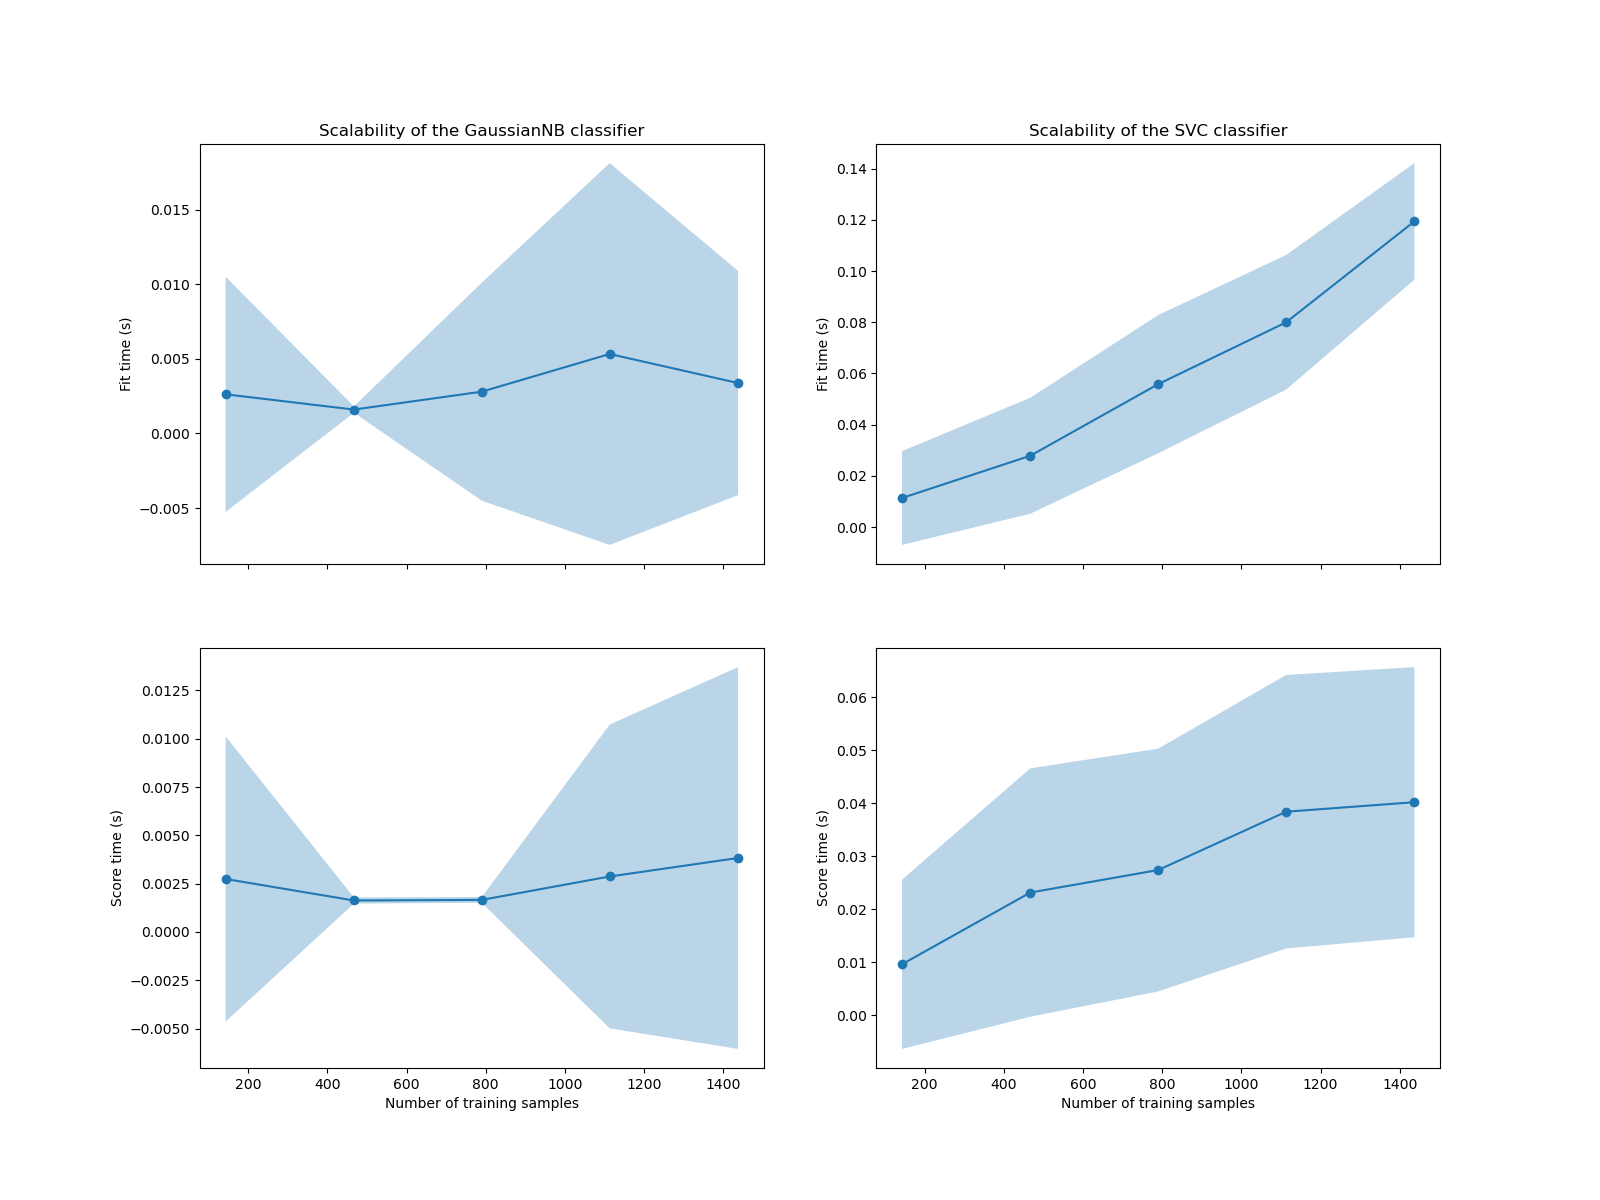 Scalability of the GaussianNB classifier
Fit time (s)
0.015
0.010
0.005
0.000
−0.005
Scalability of the SVC classifier
Fit time (s)
0.14
0.12
0.10
0.08
0.06
0.04
0.02
0.00
Score time (s)
0.0125
0.0100
0.0075
0.0050
0.0025
0.0000
−0.0025
−0.0050
200 400 600 800 1000 1200 1400
Number of training samples
Score time (s)
0.06
0.05
0.04
0.03
0.02
0.01
0.00
200 400 600 800 1000 1200 1400
Number of training samples